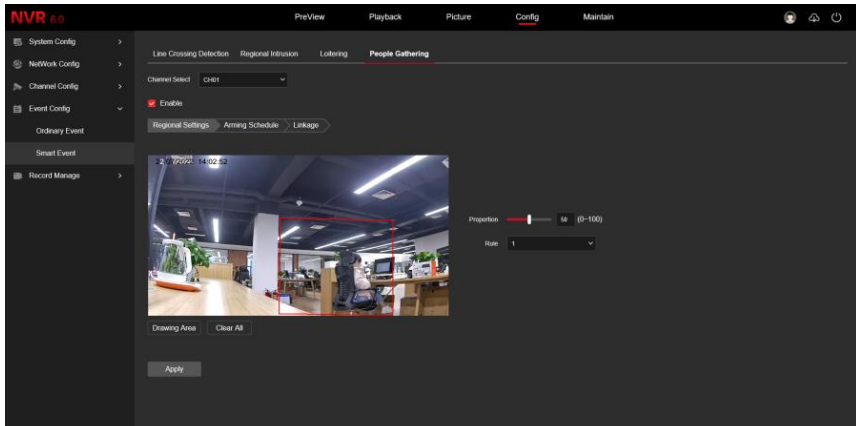 NVR 6.0
PreView Playback Picture Config Maintain
System Config
NetWork Config
Channel Config
Event Config
Ordinary Event
Smart Event
Record Manage
Line Crossing Detection Regional Intrusion Loitering People Gathering
Channel Select CH01
Enable
Regional Settings Arming Schedule Linkage
14:02:52
Proportion 50 (0~100)
Rule 1
Drawing Area Clear All
Apply